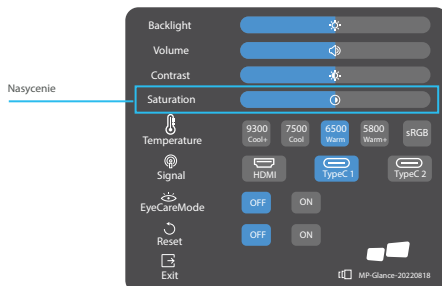 Backlight
Volume
Contrast
Nasycenie
Saturation
9300 7500 6500 5800 sRGB
Cool+ Cool Warm Warm+
Temperature
Signal
HDMI TypeC 1 TypeC 2
EyeCareMode OFF ON
Reset OFF ON
Exit
MP-Glance-20220818